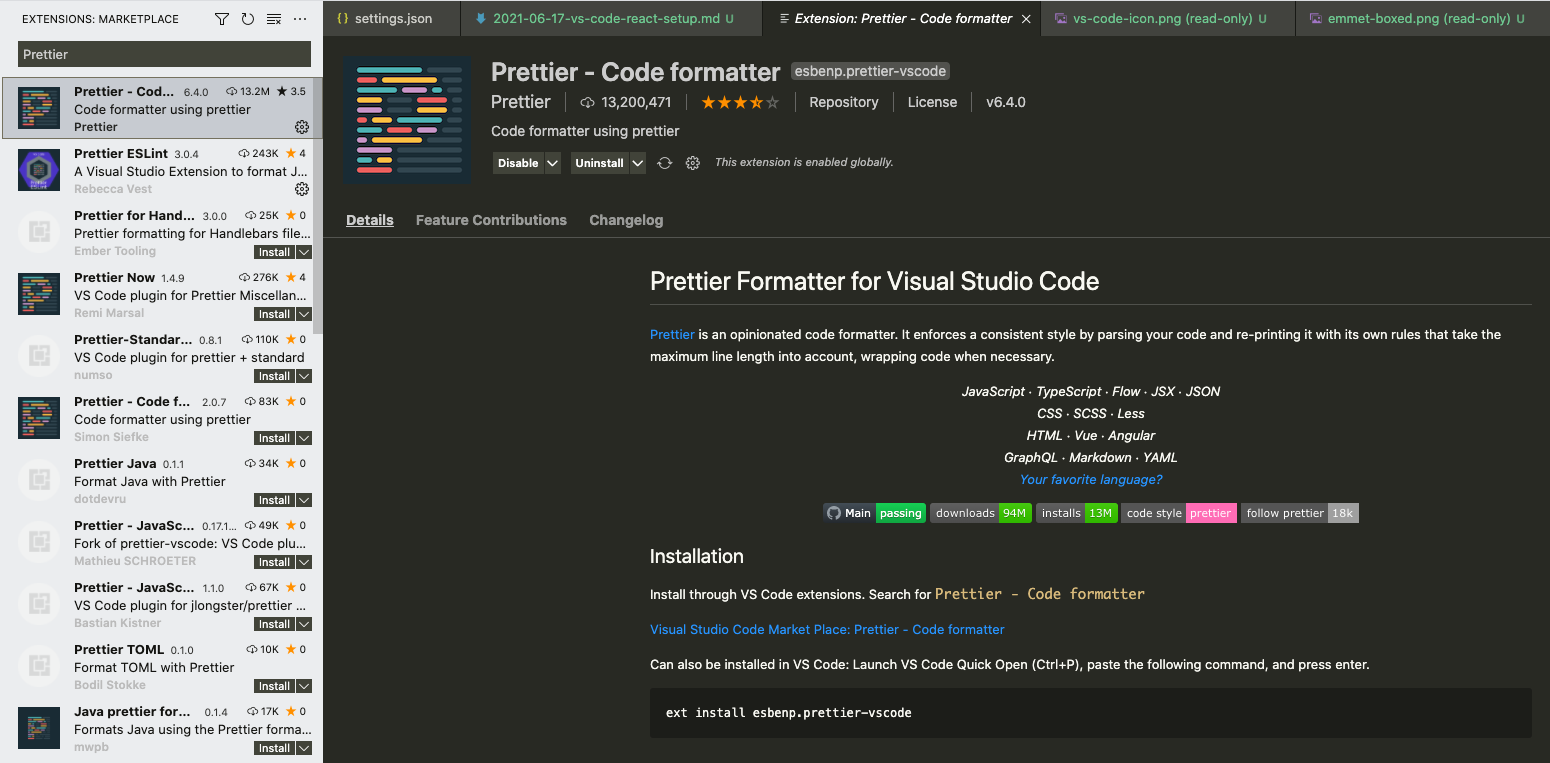 EXTENSIONS: MARKETPLACE
Prettier
Prettier - Cod... 6.4.0 13.2M ★ 3.5
Code formatter using prettier
Prettier
Prettier ESLint 3.0.4 243K ★ 4
A Visual Studio Extension to format J...
Rebecca Vest
Prettier for Hand... 3.0.0 25K ★ 0
Prettier formatting for Handlebars file...
Ember Tooling Install
Prettier Now 1.4.9 276K ★ 4
VS Code plugin for Prettier Miscellan...
Remi Marsal Install
Prettier-Standar... 0.8.1 110K ★ 0
VS Code plugin for prettier + standard
numso Install
Prettier - Code f... 2.0.7 83K ★ 0
Code formatter using prettier
Simon Siefke Install
Prettier Java 0.1.1 34K ★ 0
Format Java with Prettier
dotdevru Install
Prettier - JavaSc... 0.17.1... 49K ★ 0
Fork of prettier-vscode: VS Code plu...
Mathieu SCHROETER Install
Prettier - JavaSc... 1.1.0 67K ★ 0
VS Code plugin for jlongster/prettier ...
Bastian Kistner Install
Prettier TOML 0.1.0 10K ★ 0
Format TOML with Prettier
Bodil Stokke Install
Java prettier for... 0.1.4 17K ★ 0
Formats Java using the Prettier forma...
mwpb Install
{} settings.json 2021-06-17-vs-code-react-setup.md U Extension: Prettier - Code formatter × vs-code-icon.png (read-only) U emmet-boxed.png (read-only) U
Prettier - Code formatter esbenp.prettier-vscode
Prettier 13,200,471 Repository License v6.4.0
Code formatter using prettier
Disable Uninstall This extension is enabled globally.
Details Feature Contributions Changelog
Prettier Formatter for Visual Studio Code
Prettier is an opinionated code formatter. It enforces a consistent style by parsing your code and re-printing it with its own rules that take the
maximum line length into account, wrapping code when necessary.
JavaScript · TypeScript · Flow · JSX · JSON
CSS · SCSS · Less
HTML · Vue · Angular
GraphQL · Markdown · YAML
Your favorite language?
Main passing downloads 94M installs 13M code style prettier follow prettier 18k
Installation
Install through VS Code extensions. Search for Prettier - Code formatter
Visual Studio Code Market Place: Prettier - Code formatter
Can also be installed in VS Code: Launch VS Code Quick Open (Ctrl+P), paste the following command, and press enter.
ext install esbenp.prettier-vscode